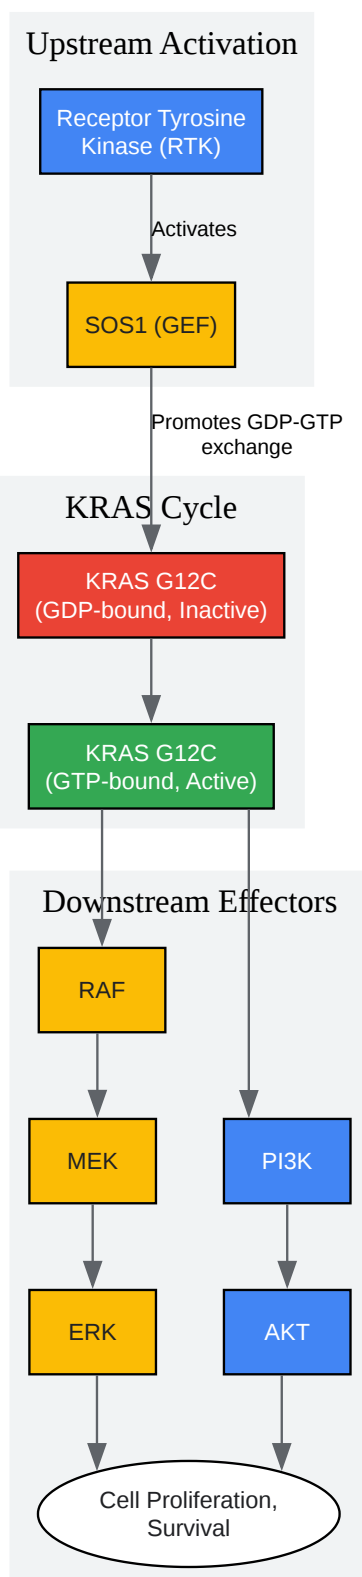 Upstream Activation
Receptor Tyrosine
Kinase (RTK)
Activates
SOS1 (GEF)
Promotes GDP-GTP
exchange
KRAS Cycle
KRAS G12C
(GDP-bound, Inactive)
KRAS G12C
(GTP-bound, Active)
Downstream Effectors
RAF
MEK
PI3K
ERK
AKT
Cell Proliferation,
Survival